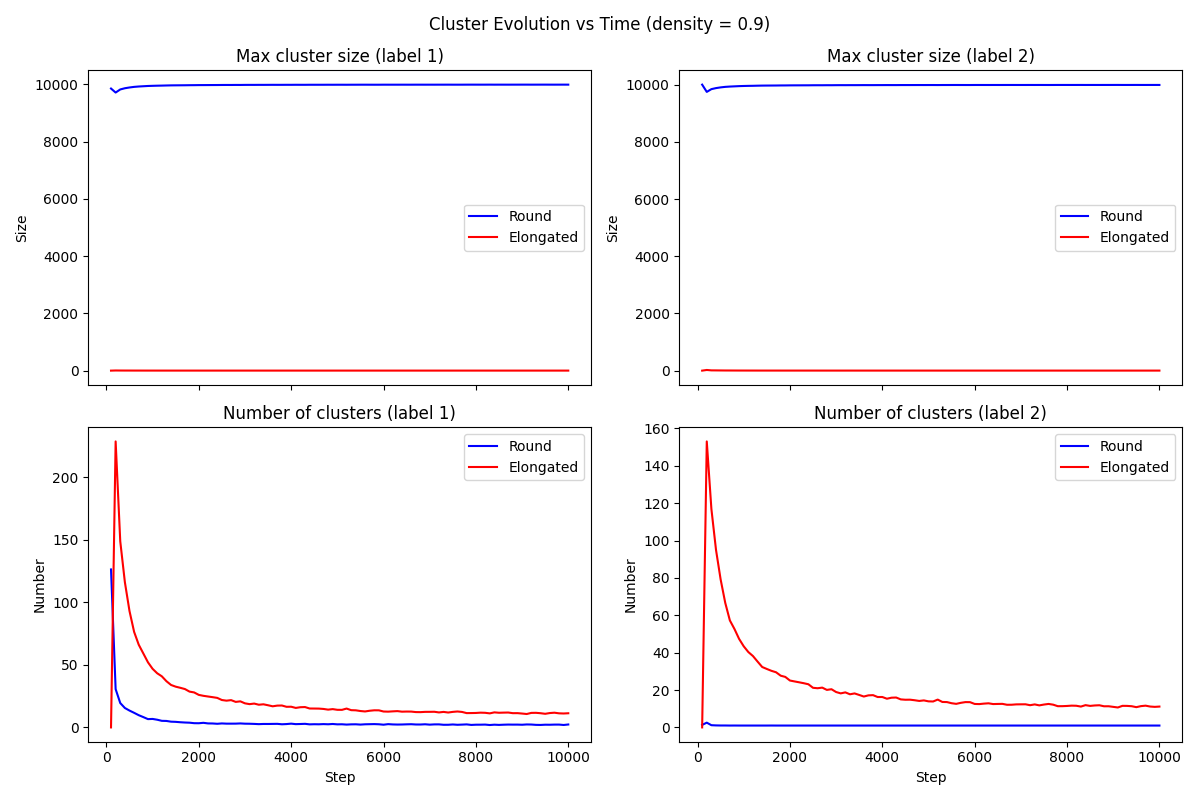 Cluster Evolution vs Time (density = 0.9)
Max cluster size (label 1)
10000
8000
6000
4000
2000
0
Size
Round
Elongated
Max cluster size (label 2)
10000
8000
6000
4000
2000
0
Size
Round
Elongated
Number of clusters (label 1)
200
150
100
50
0
Number
Round
Elongated
0 2000 4000 6000 8000 10000
Step
Number of clusters (label 2)
160
140
120
100
80
60
40
20
0
Number
Round
Elongated
0 2000 4000 6000 8000 10000
Step